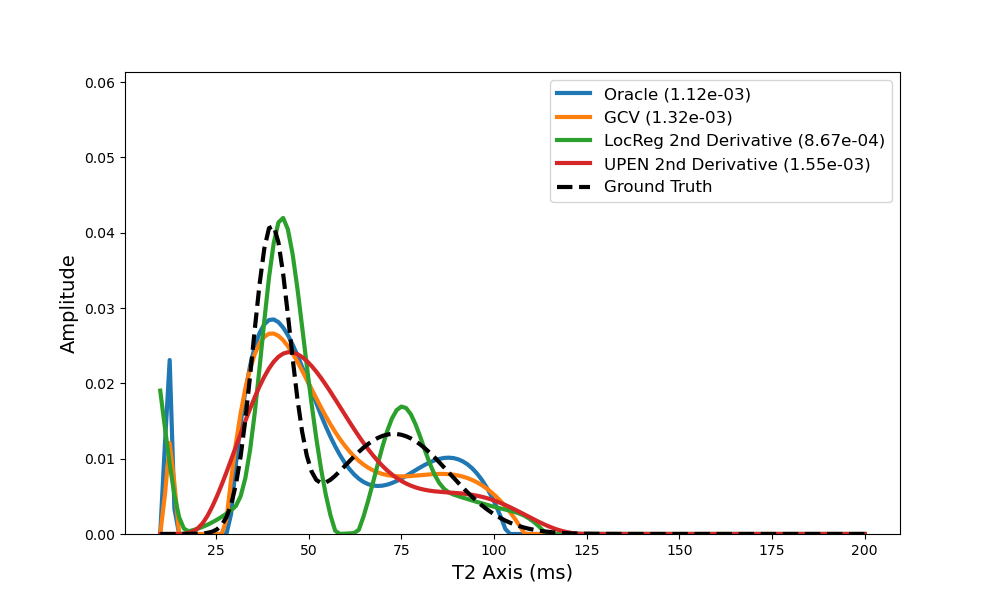 0.06
0.05
0.04
0.03
0.02
0.01
0.00
Amplitude
Oracle (1.12e-03)
GCV (1.32e-03)
LocReg 2nd Derivative (8.67e-04)
UPEN 2nd Derivative (1.55e-03)
Ground Truth
25 50 75 100 125 150 175 200
T2 Axis (ms)